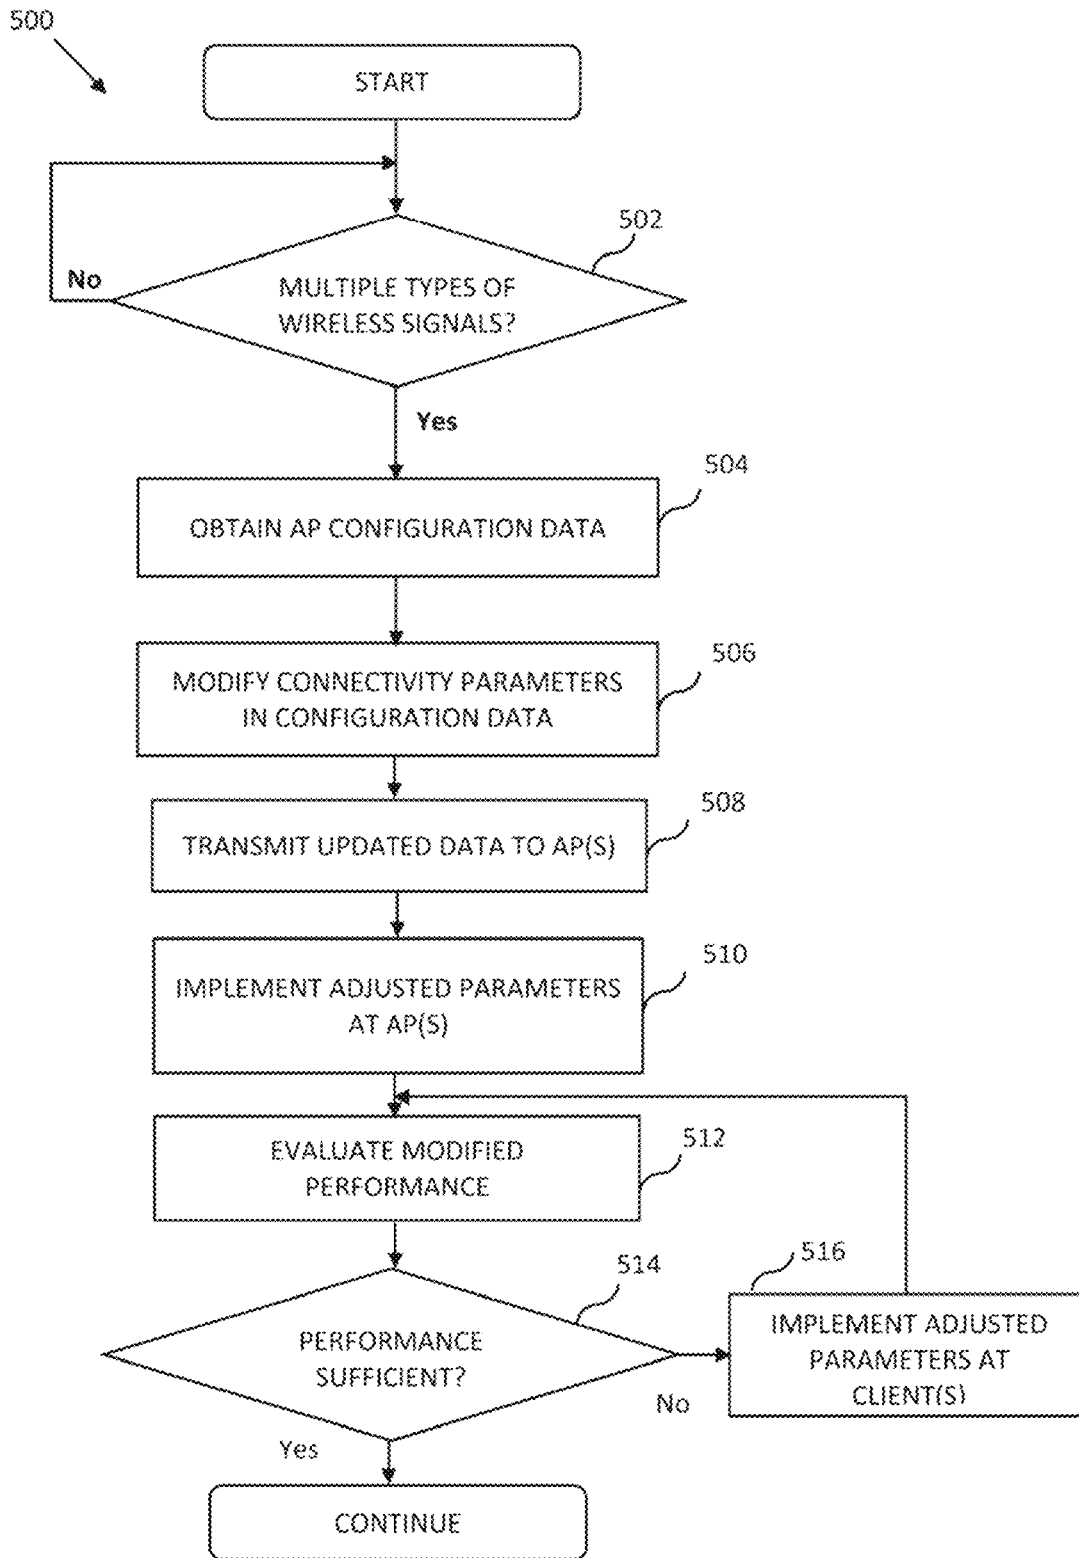 500
START
502
No
MULTIPLE TYPES OF
WIRELESS SIGNALS?
Yes
504
OBTAIN AP CONFIGURATION DATA
506
MODIFY CONNECTIVITY PARAMETERS
IN CONFIGURATION DATA
508
TRANSMIT UPDATED DATA TO AP(S)
510
IMPLEMENT ADJUSTED PARAMETERS
AT AP(S)
512
EVALUATE MODIFIED
PERFORMANCE
514
PERFORMANCE
SUFFICIENT?
No
516
IMPLEMENT ADJUSTED
PARAMETERS AT
CLIENT(S)
Yes
CONTINUE